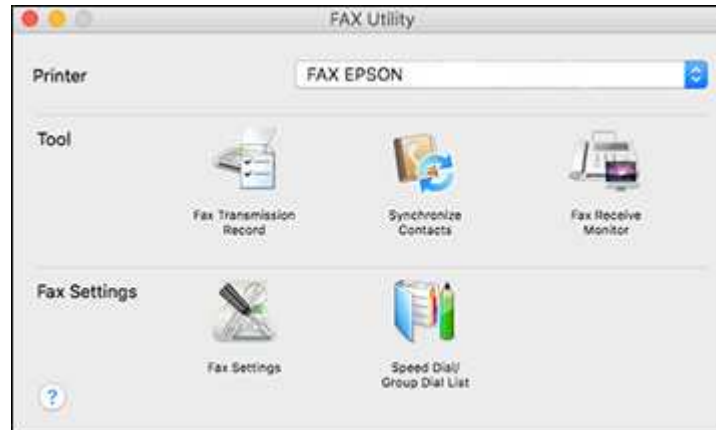 FAX Utility
Printer
FAX EPSON
Tool
Fax Transmission
Record
Synchronize
Contacts
Fax Receive
Monitor
Fax Settings
Fax Settings
Speed Dial/
Group Dial List
?